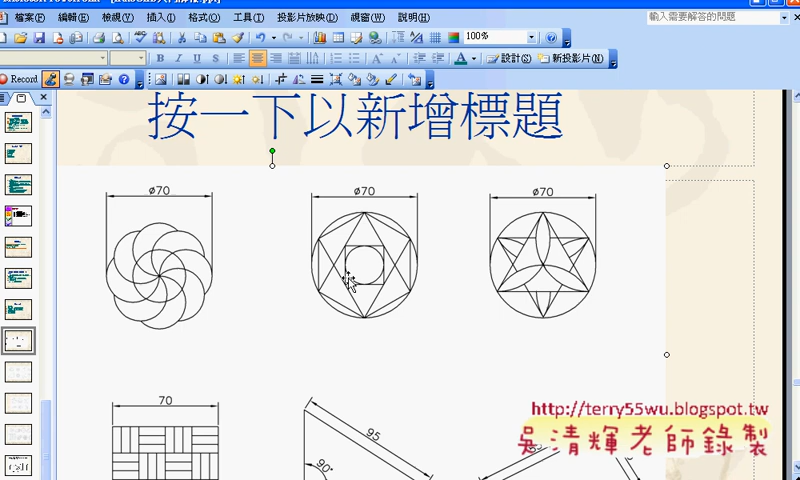 檔案(F) 編輯(E) 檢視(V) 插入(I) 格式(O) 工具(T) 投影片放映(D) 視窗(W) 說明(H) 輸入需要解答的問題
100%
B I U S A 設計(S) 新投影片(N)
Record
按一下以新增標題
ø70 ø70 ø70
70
95
90°
http://terry55wu.blogspot.tw
吳清輝老師錄製